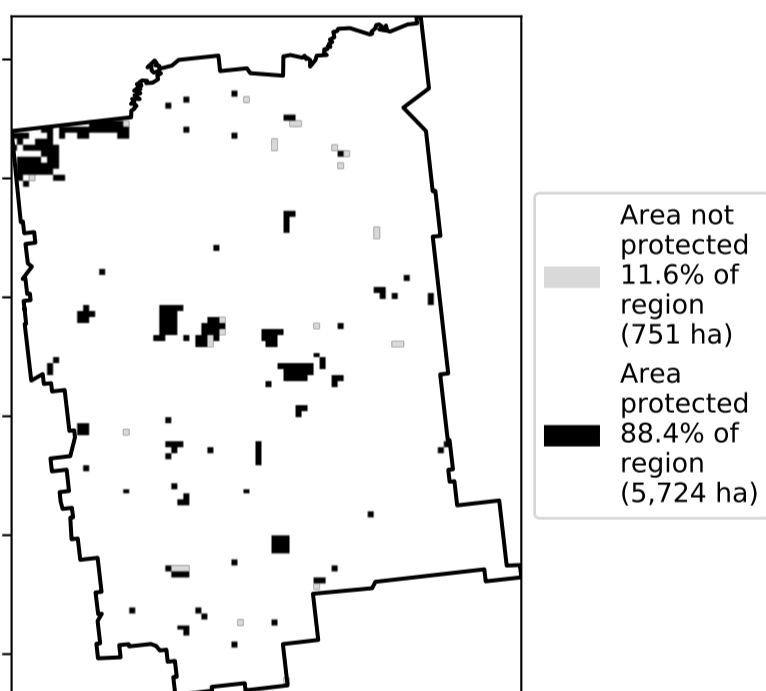 Area not
protected
11.6% of
region
(751 ha)
Area
protected
88.4% of
region
(5,724 ha)